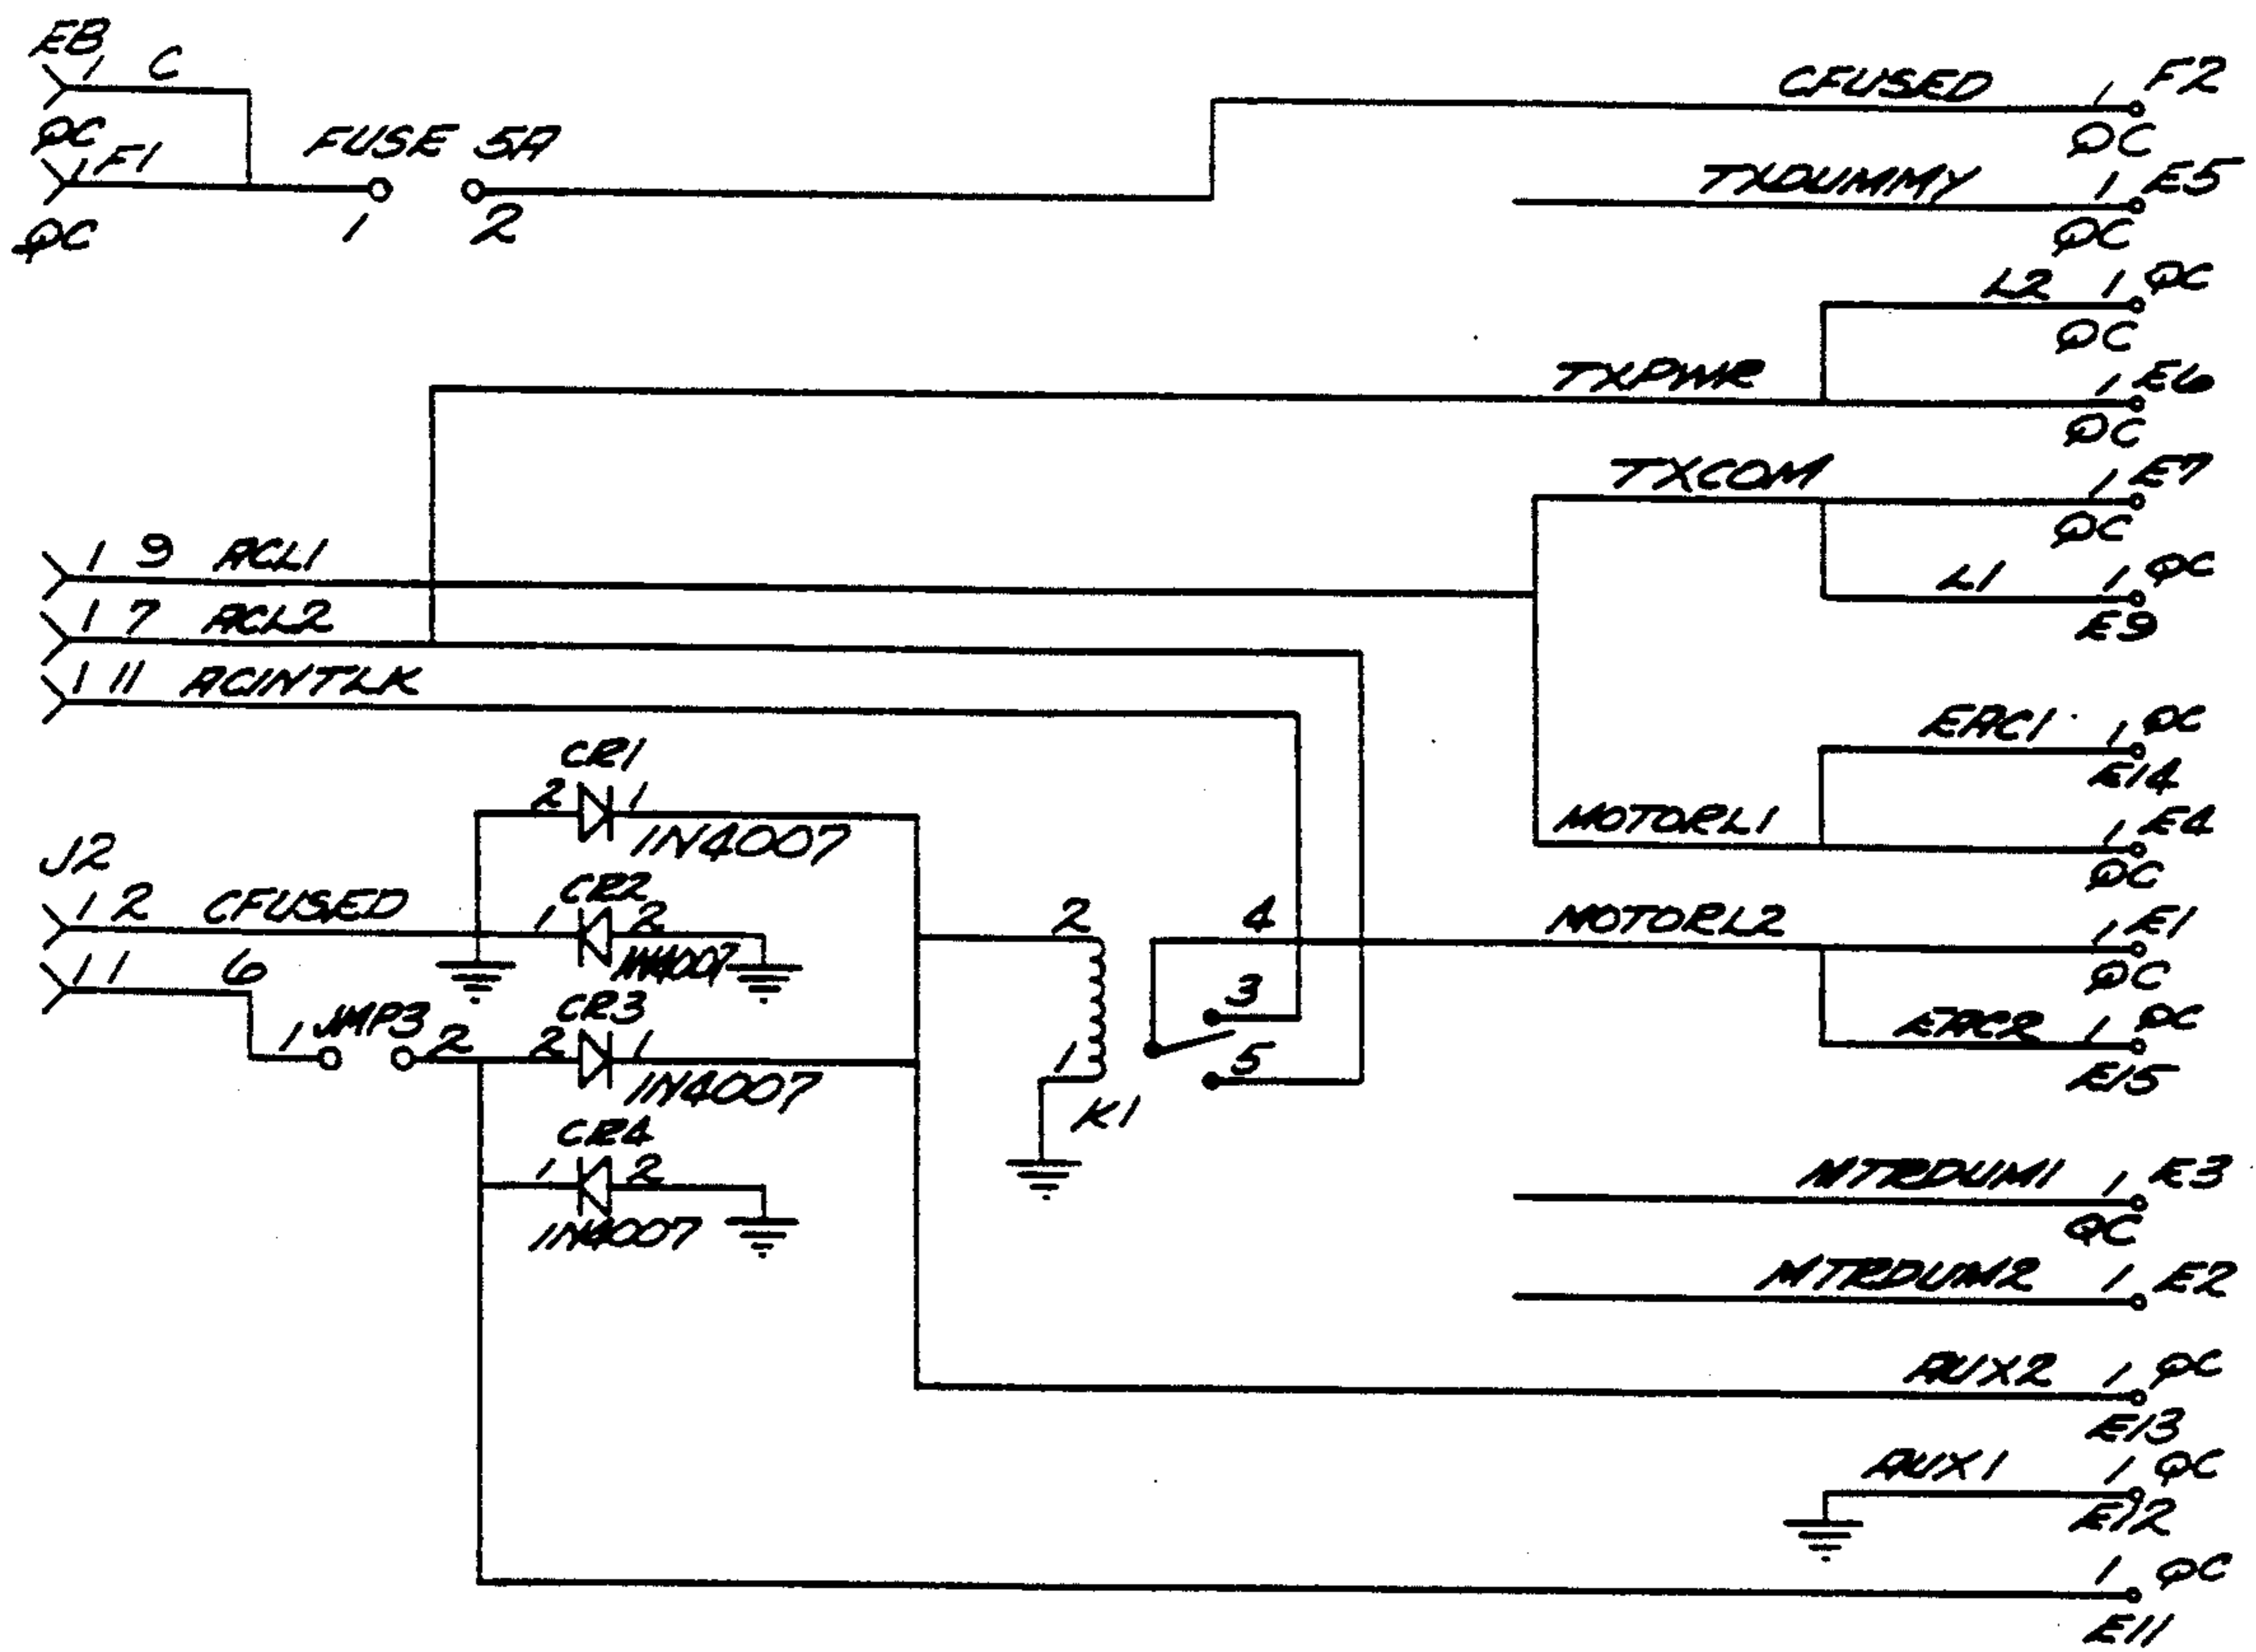 E8
1 C
QC
1 F1
QC
FUSE 5A
1 2
CFUSED 1 F2
QC
TXDUMMY 1 E5
QC
L2 1 QC
QC
TXPWR 1 E6
QC
TXCOM 1 E7
QC
L1 1 QC
E9
1 9 ACL1
1 7 ACL2
1 11 ACINTLK
EAC1 1 QC
E14
MOTORL1 1 E4
QC
MOTORL2 1 E1
QC
EAC2 1 QC
E15
CR1
2 1
1N4007
J2
1 2 CFUSED
CR2
1 2
1N4007
1 1 6
1 JMP3 2
CR3
2 1
1N4007
CR4
1 2
1N4007
2
1
K1
4
3
5
MTRDUM1 1 E3
QC
MTRDUM2 1 E2
AUX2 1 QC
E13
AUX1 1 QC
E12
1 QC
E11